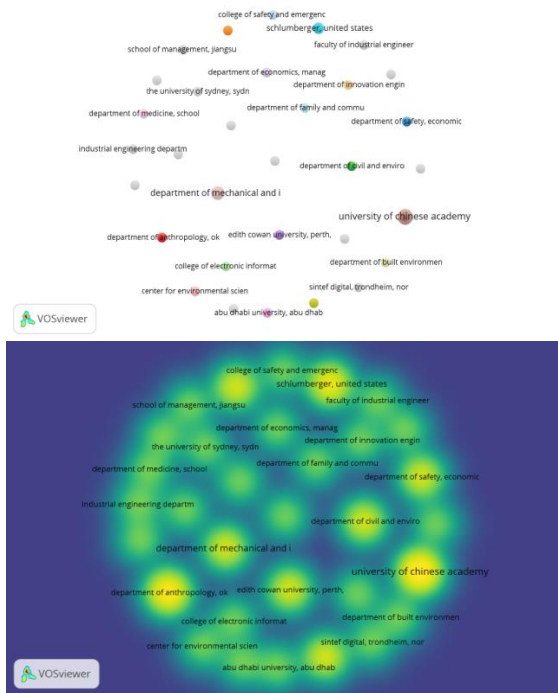 college of safety and emergenc
schlumberger, united states
school of management, jiangsu
faculty of industrial engineer
department of economics, manag
the university of sydney, sydn
department of innovation engin
department of medicine, school
department of family and commu
department of safety, economic
industrial engineering departm
department of civil and enviro
department of mechanical and i
university of chinese academy
department of anthropology, ok
edith cowan university, perth,
college of electronic informat
department of built environmen
center for environmental scien
sintef digital, trondheim, nor
abu dhabi university, abu dhab
VOSviewer
college of safety and emergenc
schlumberger, united states
school of management, jiangsu
faculty of industrial engineer
department of economics, manag
the university of sydney, sydn
department of innovation engin
department of medicine, school
department of family and commu
department of safety, economic
industrial engineering departm
department of civil and enviro
department of mechanical and i
university of chinese academy
department of anthropology, ok
edith cowan university, perth,
college of electronic informat
department of built environmen
center for environmental scien
sintef digital, trondheim, nor
abu dhabi university, abu dhab
VOSviewer